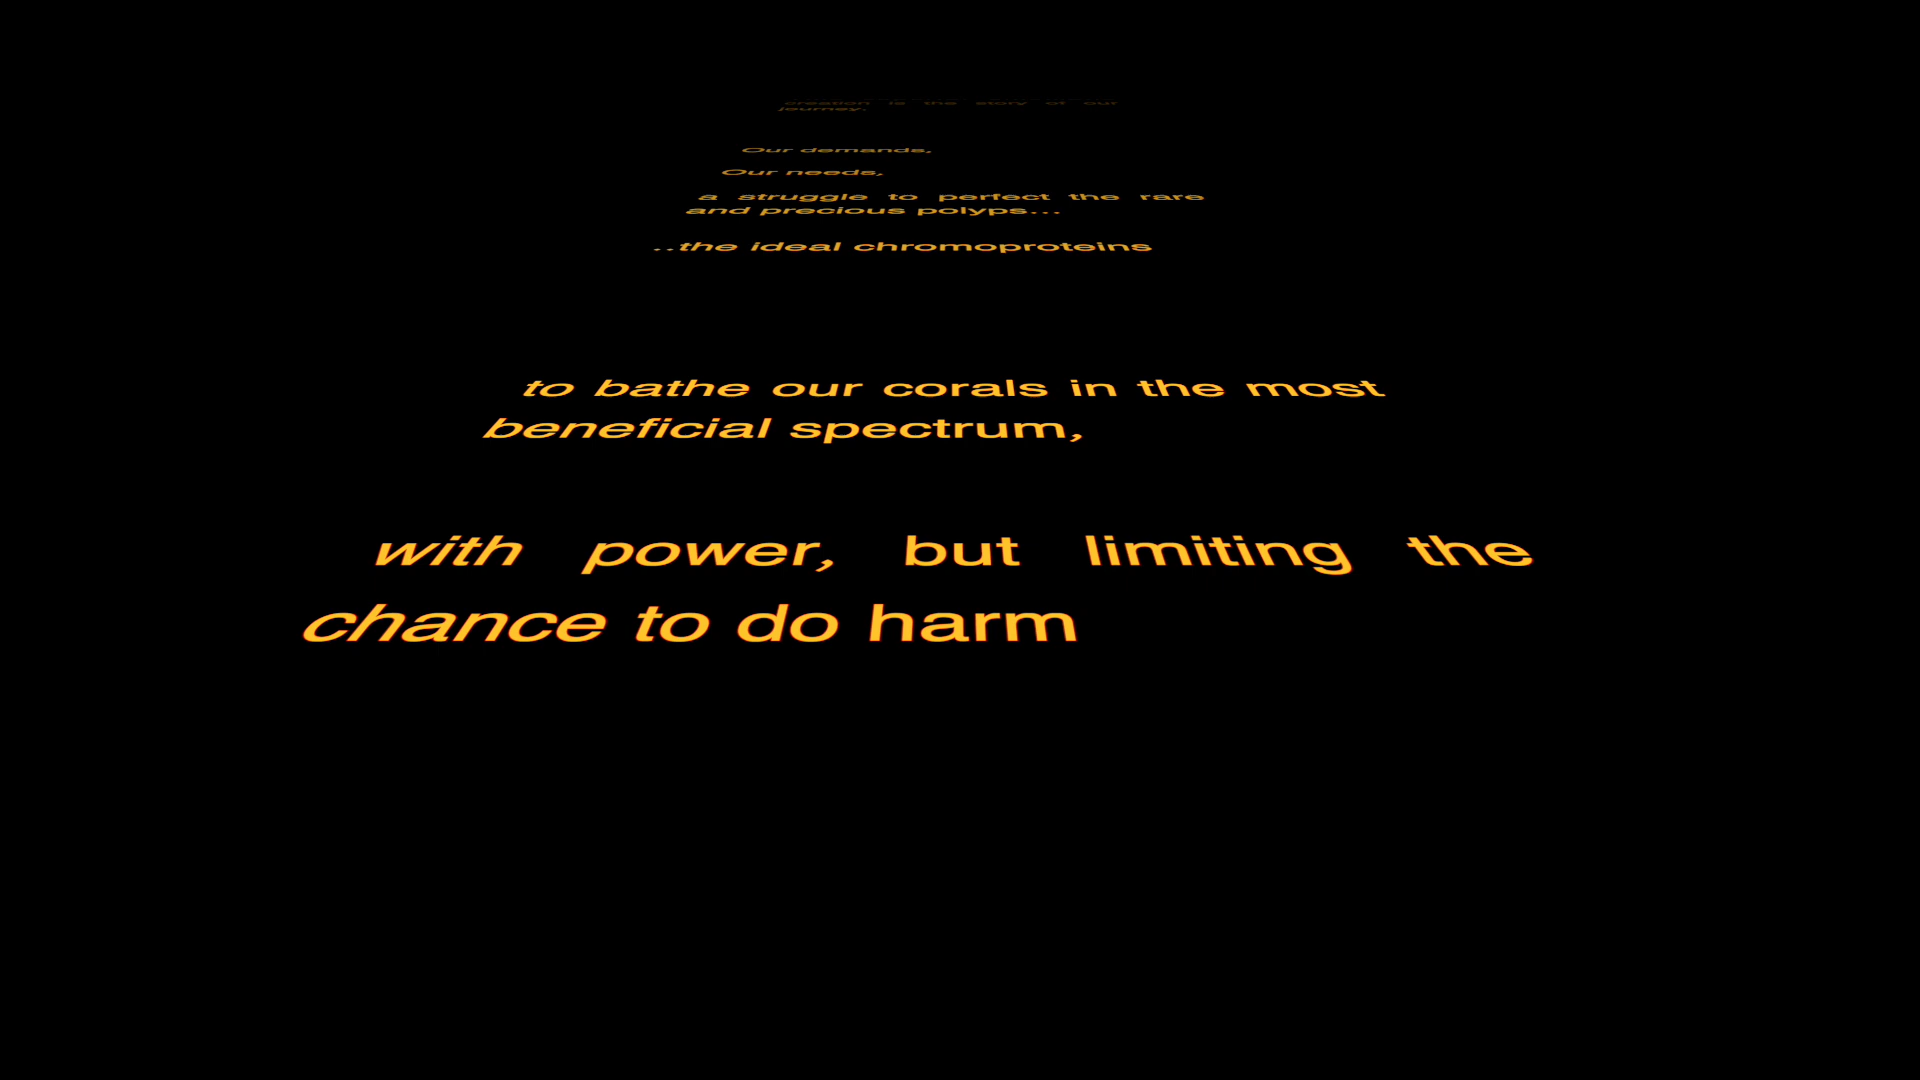 creation is the story of our
journey.
Our demands,
Our needs,
a struggle to perfect the rare
and precious polyps...
..the ideal chromoproteins
to bathe our corals in the most
beneficial spectrum,
with power, but limiting the
chance to do harm